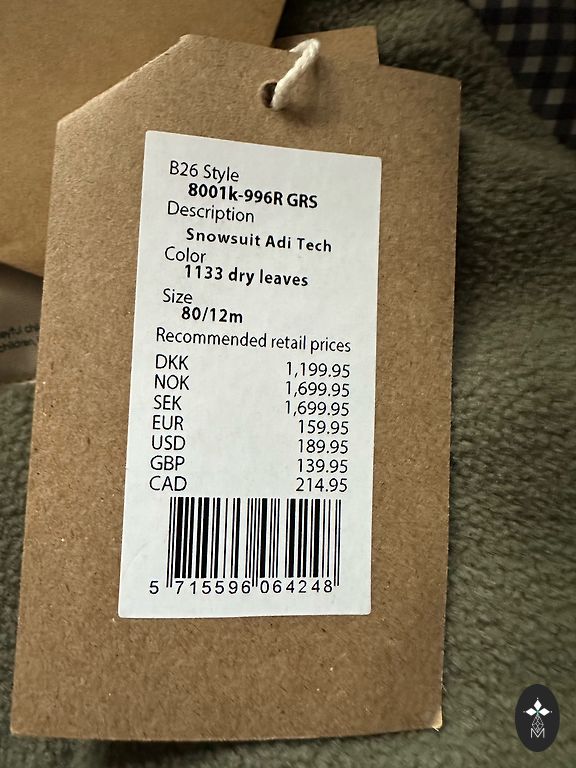 B26 Style
8001k-996R GRS
Description
Snowsuit Adi Tech
Color
1133 dry leaves
Size
80/12m
Recommended retail prices
DKK 1,199.95
NOK 1,699.95
SEK 1,699.95
EUR 159.95
USD 189.95
GBP 139.95
CAD 214.95
5 715596 064248
M